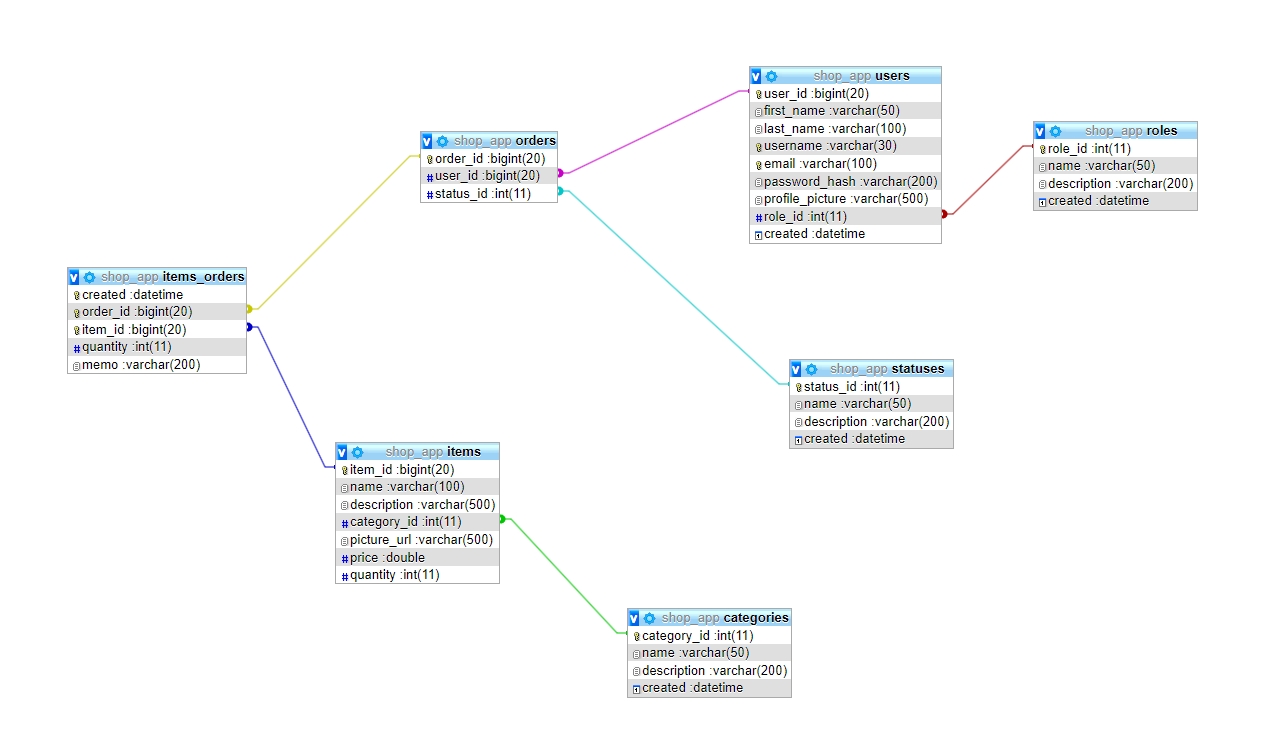 shop_app users
user_id :bigint(20)
first_name :varchar(50)
last_name :varchar(100)
username :varchar(30)
email :varchar(100)
password_hash :varchar(200)
profile_picture :varchar(500)
role_id :int(11)
created :datetime
shop_app roles
role_id :int(11)
name :varchar(50)
description :varchar(200)
created :datetime
shop_app orders
order_id :bigint(20)
user_id :bigint(20)
status_id :int(11)
shop_app items_orders
created :datetime
order_id :bigint(20)
item_id :bigint(20)
quantity :int(11)
memo :varchar(200)
shop_app statuses
status_id :int(11)
name :varchar(50)
description :varchar(200)
created :datetime
shop_app items
item_id :bigint(20)
name :varchar(100)
description :varchar(500)
category_id :int(11)
picture_url :varchar(500)
price :double
quantity :int(11)
shop_app categories
category_id :int(11)
name :varchar(50)
description :varchar(200)
created :datetime